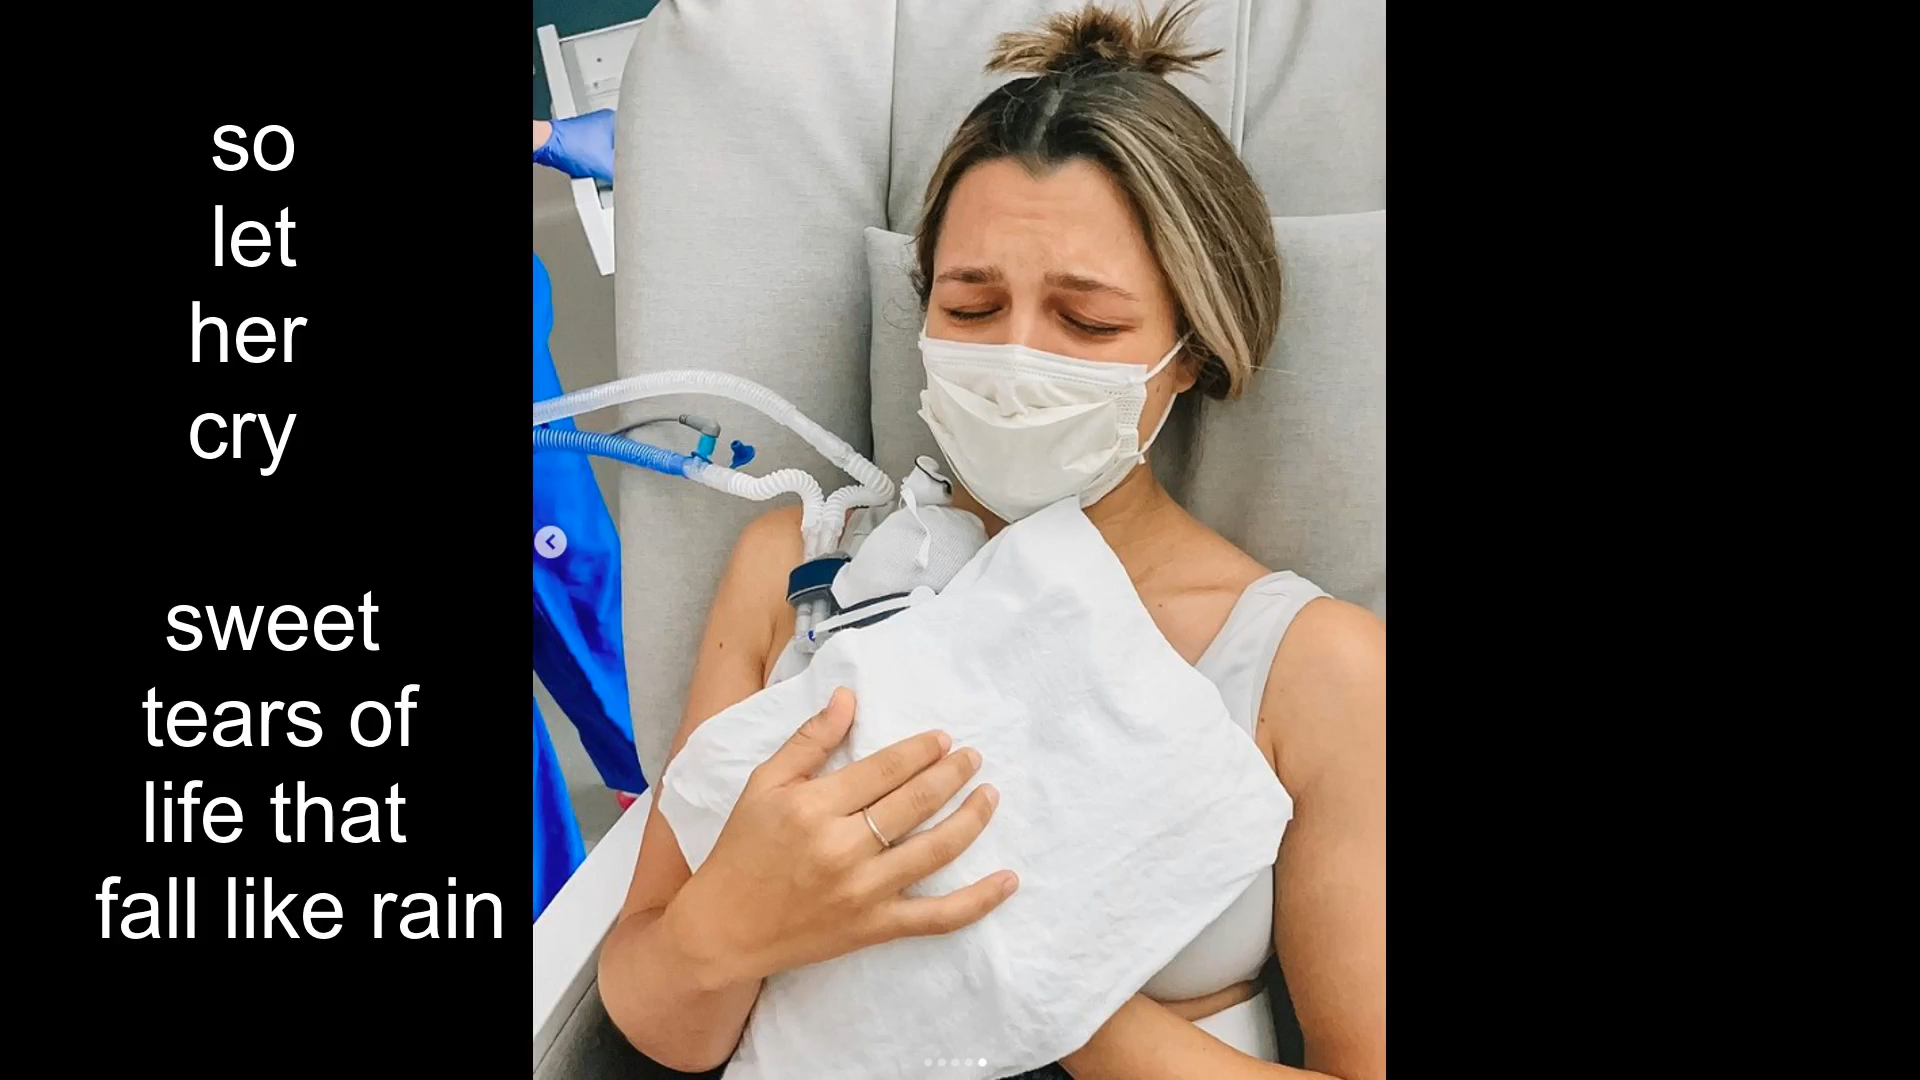 so
let
her
cry
sweet
tears of
life that
fall like rain